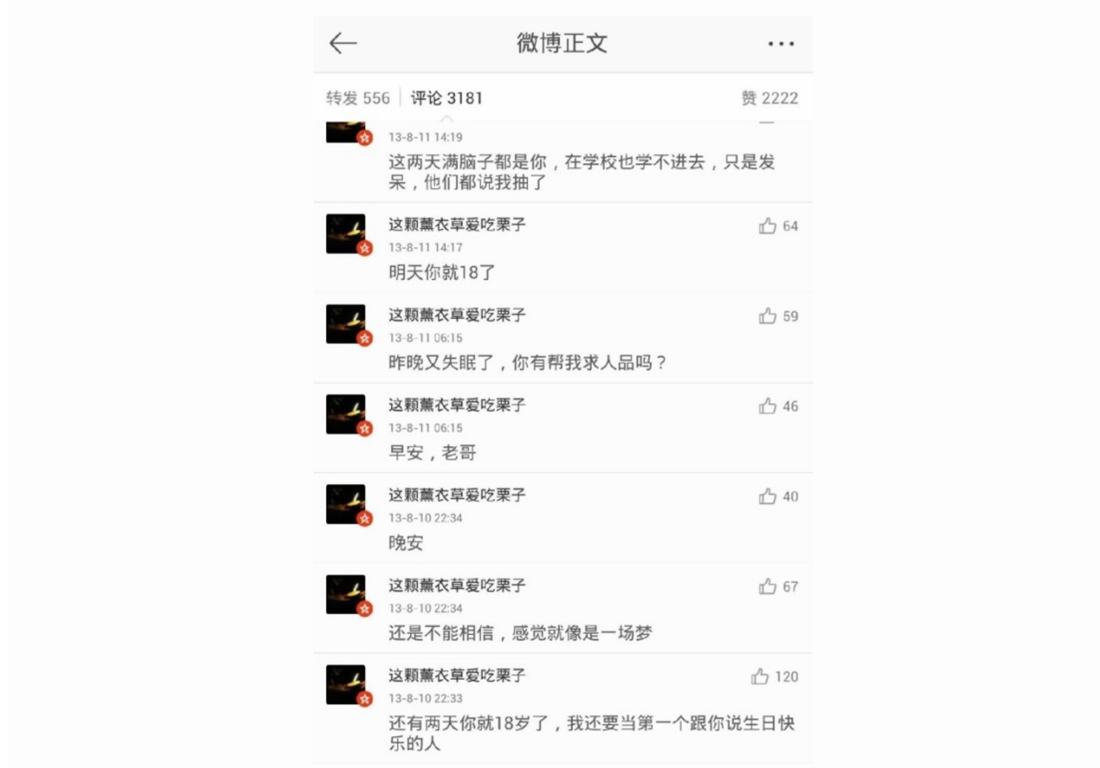 微博正文
转发 556 评论 3181 赞 2222
13-8-11 14:19
这两天满脑子都是你，在学校也学不进去，只是发
呆，他们都说我抽了
这颗薰衣草爱吃栗子 64
13-8-11 14:17
明天你就18了
这颗薰衣草爱吃栗子 59
13-8-11 06:15
昨晚又失眠了，你有帮我求人品吗？
这颗薰衣草爱吃栗子 46
13-8-11 06:15
早安，老哥
这颗薰衣草爱吃栗子 40
13-8-10 22:34
晚安
这颗薰衣草爱吃栗子 67
13-8-10 22:34
还是不能相信，感觉就像是一场梦
这颗薰衣草爱吃栗子 120
13-8-10 22:33
还有两天你就18岁了，我还要当第一个跟你说生日快
乐的人